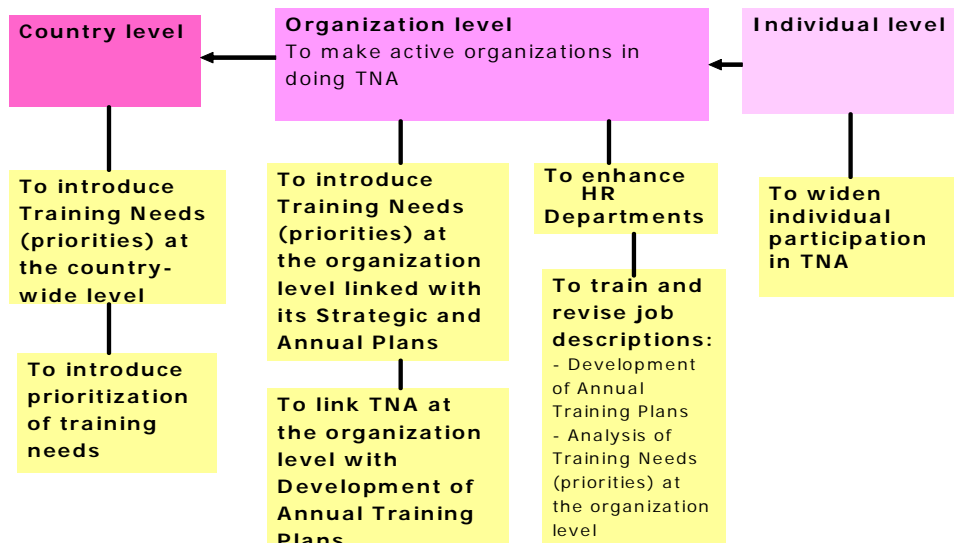 Country level
Organization level
To make active organizations in
doing TNA
Individual level
To introduce
Training Needs
(priorities) at
the country-
wide level
To introduce
prioritization
of training
needs
To introduce
Training Needs
(priorities) at
the organization
level linked with
its Strategic and
Annual Plans
To link TNA at
the organization
level with
Development of
Annual Training
Plans
To enhance
HR
Departments
To train and
revise job
descriptions:
- Development
of Annual
Training Plans
- Analysis of
Training Needs
(priorities) at
the organization
level
To widen
individual
participation
in TNA